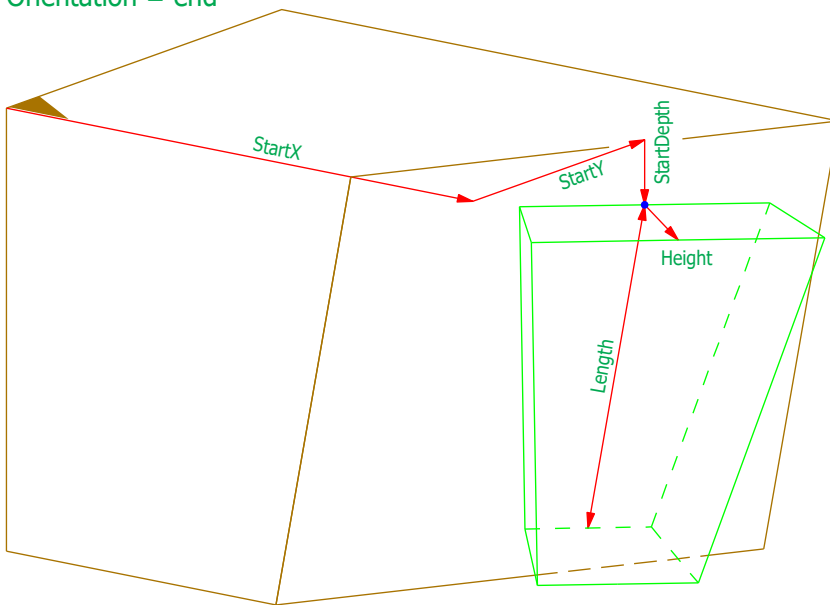 Orientation = end
StartX
StartY
StartDepth
Height
Length